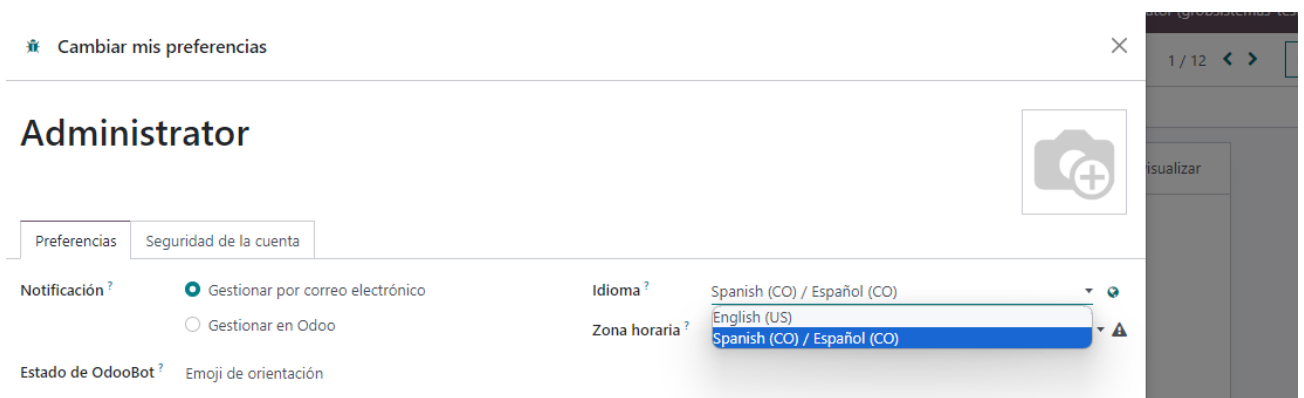 Cambiar mis preferencias
1 / 12
Administrator
isualizar
Preferencias
Seguridad de la cuenta
Notificación ?
Gestionar por correo electrónico
Gestionar en Odoo
Idioma ?
Spanish (CO) / Español (CO)
English (US)
Spanish (CO) / Español (CO)
Zona horaria ?
Estado de OdooBot ?
Emoji de orientación